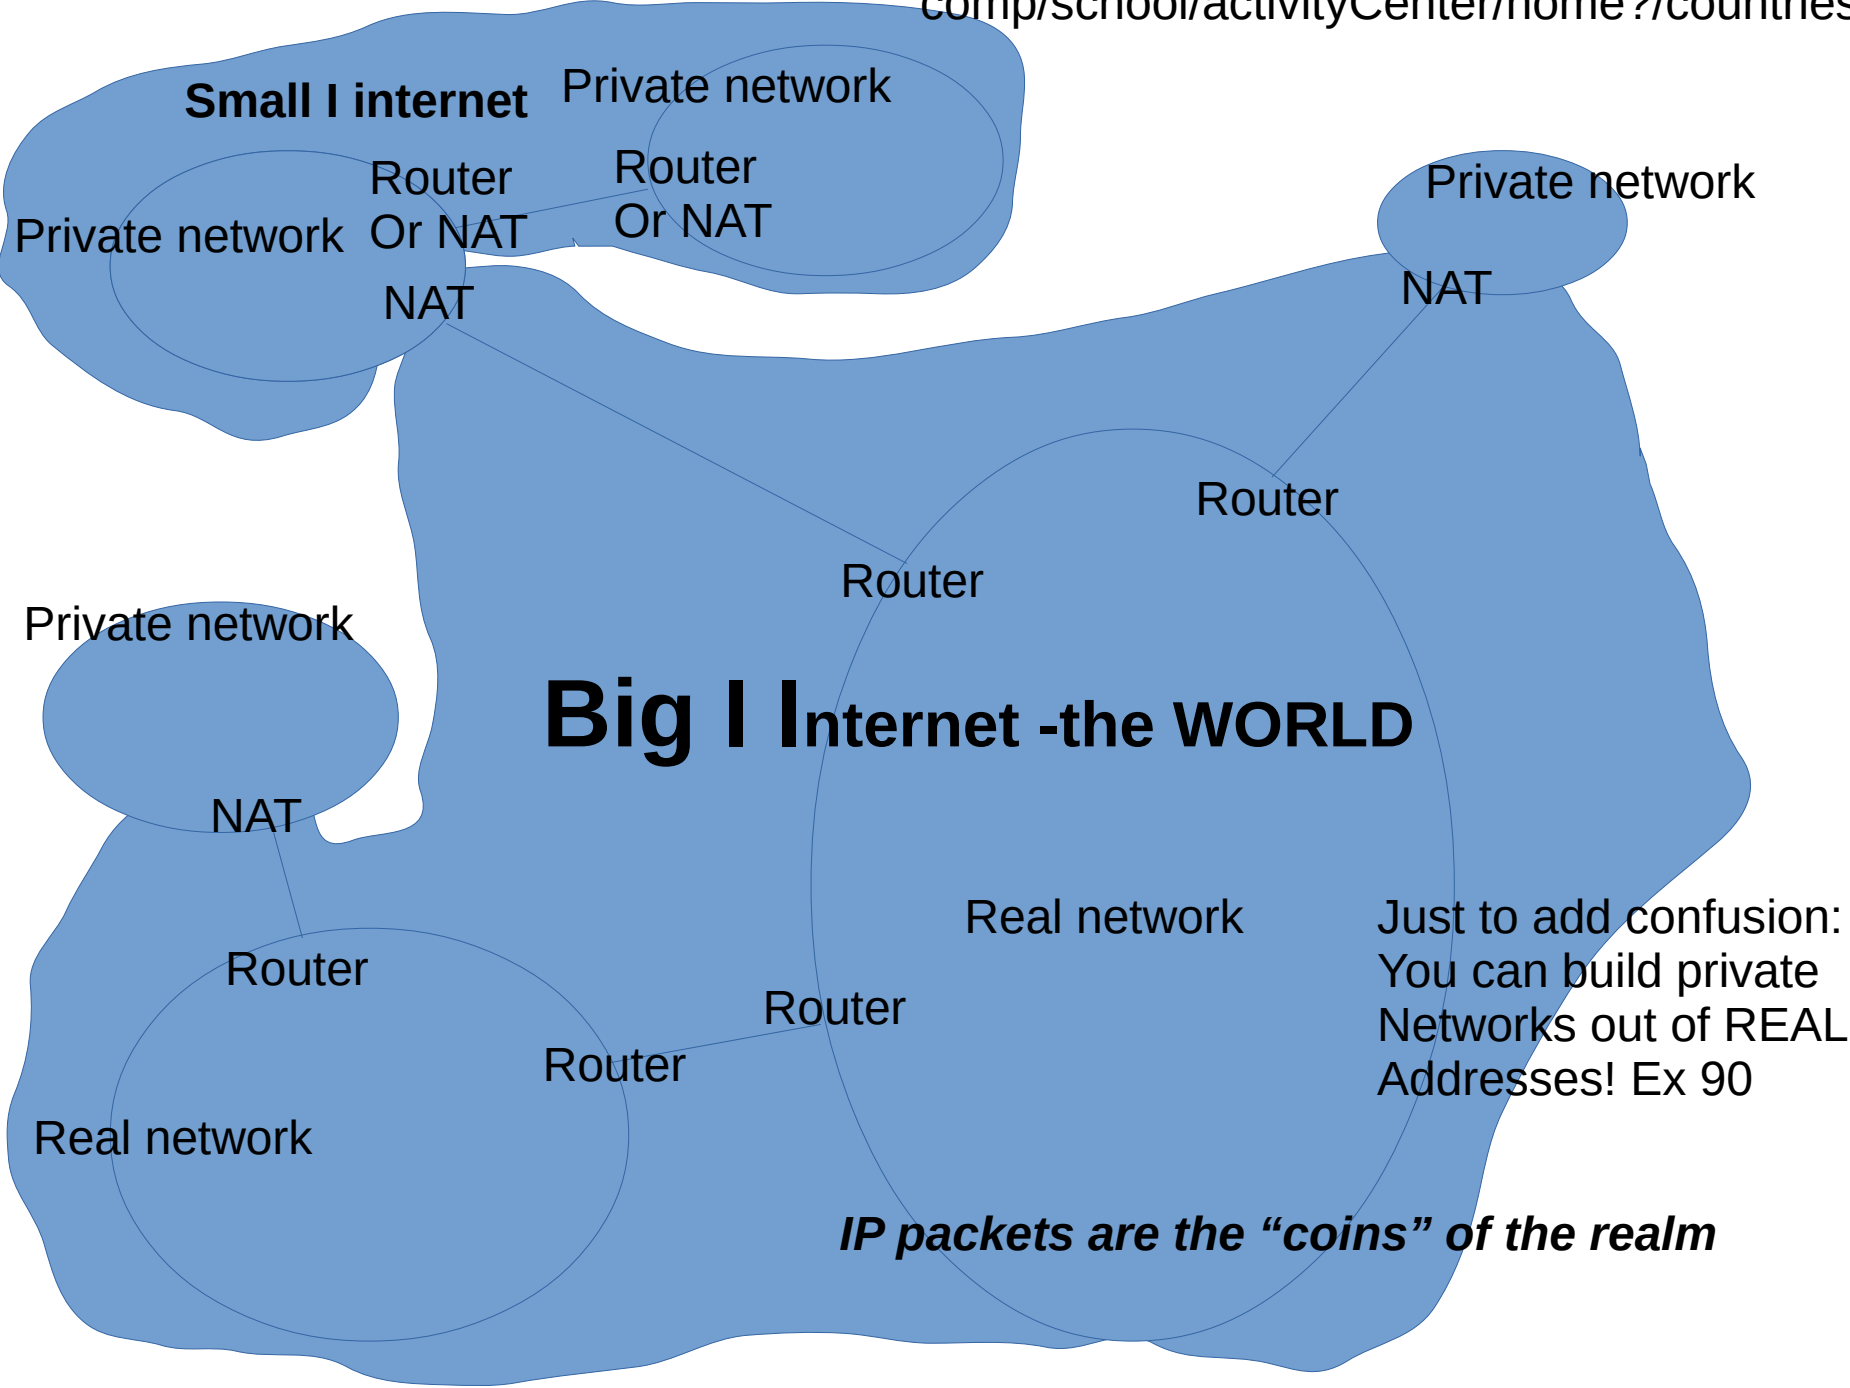 comp/school/activityCenter/home?/countries
Small I internet
Private network
Router
Or NAT
Router
Or NAT
Private network
NAT
Private network
NAT
Router
Router
Private network
Big I Internet -the WORLD
NAT
Real network
Just to add confusion:
You can build private
Networks out of REAL
Addresses! Ex 90
Router
Router
Router
Real network
IP packets are the “coins” of the realm